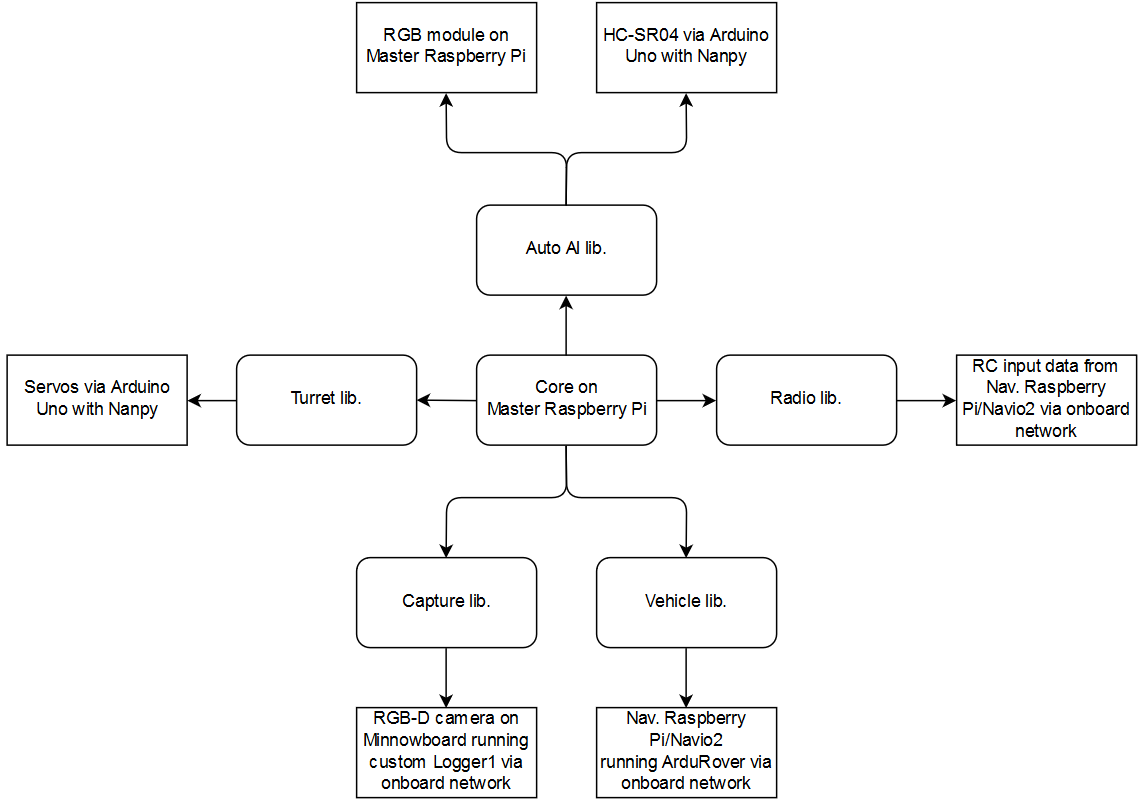 RGB module on
Master Raspberry Pi
HC-SR04 via Arduino
Uno with Nanpy
Auto AI lib.
Servos via Arduino
Uno with Nanpy
Turret lib.
Core on
Master Raspberry Pi
Radio lib.
RC input data from
Nav. Raspberry
Pi/Navio2 via onboard
network
Capture lib.
Vehicle lib.
RGB-D camera on
Minnowboard running
custom Logger1 via
onboard network
Nav. Raspberry
Pi/Navio2
running ArduRover via
onboard network